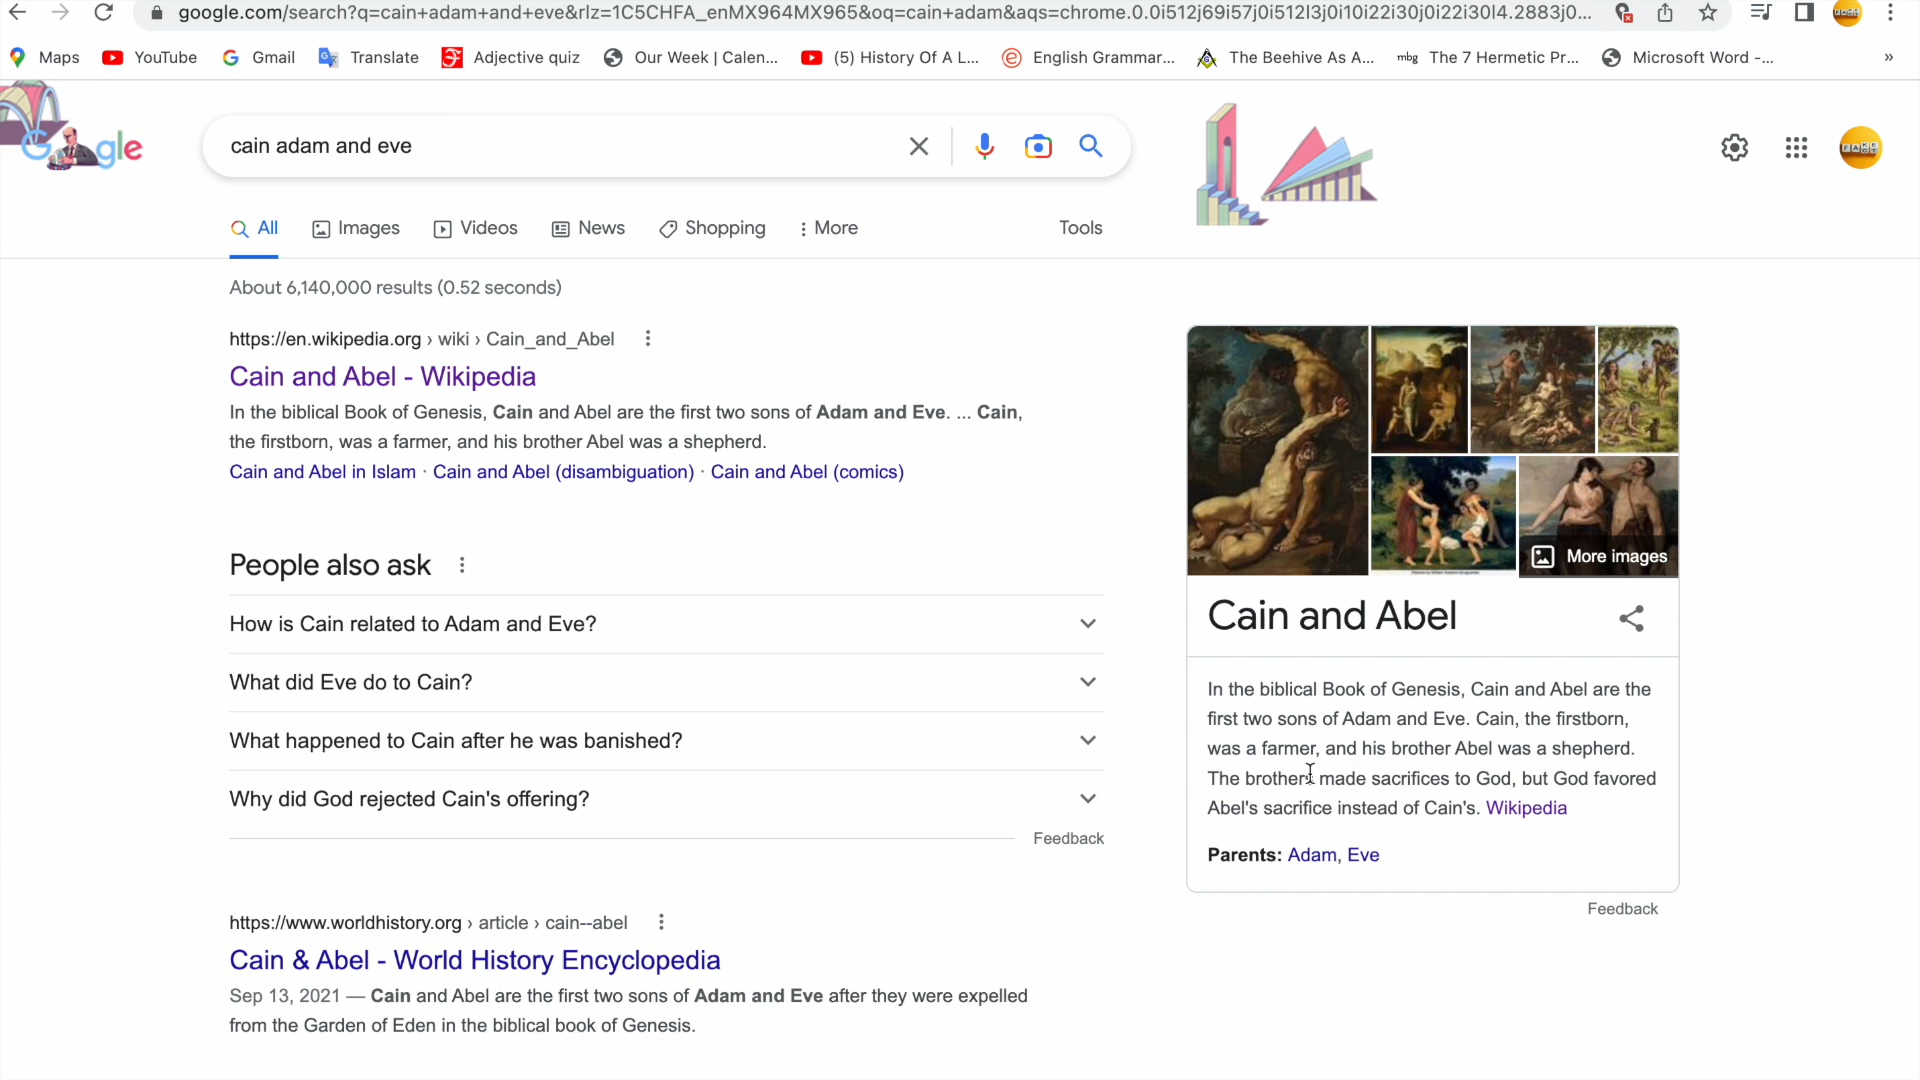 google.com/search?q=cain+adam+and+eve&rlz=1C5CHFA_enMX964MX965&oq=cain+adam&aqs=chrome.0.0i512j69i57j0i512l3j0i10i22i30j0i22i30l4.2883j0...
Maps YouTube Gmail Translate Adjective quiz Our Week | Calen... (5) History Of A L... English Grammar... The Beehive As A... mbg The 7 Hermetic Pr... Microsoft Word -... »
Google
cain adam and eve
FAKE
All Images Videos News Shopping More Tools
About 6,140,000 results (0.52 seconds)
https://en.wikipedia.org › wiki › Cain_and_Abel
Cain and Abel - Wikipedia
In the biblical Book of Genesis, Cain and Abel are the first two sons of Adam and Eve. ... Cain,
the firstborn, was a farmer, and his brother Abel was a shepherd.
Cain and Abel in Islam · Cain and Abel (disambiguation) · Cain and Abel (comics)
People also ask
How is Cain related to Adam and Eve?
What did Eve do to Cain?
What happened to Cain after he was banished?
Why did God rejected Cain's offering?
Feedback
https://www.worldhistory.org › article › cain--abel
Cain & Abel - World History Encyclopedia
Sep 13, 2021 — Cain and Abel are the first two sons of Adam and Eve after they were expelled
from the Garden of Eden in the biblical book of Genesis.
More images
Cain and Abel
In the biblical Book of Genesis, Cain and Abel are the
first two sons of Adam and Eve. Cain, the firstborn,
was a farmer, and his brother Abel was a shepherd.
The brothers made sacrifices to God, but God favored
Abel's sacrifice instead of Cain's. Wikipedia
Parents: Adam, Eve
Feedback